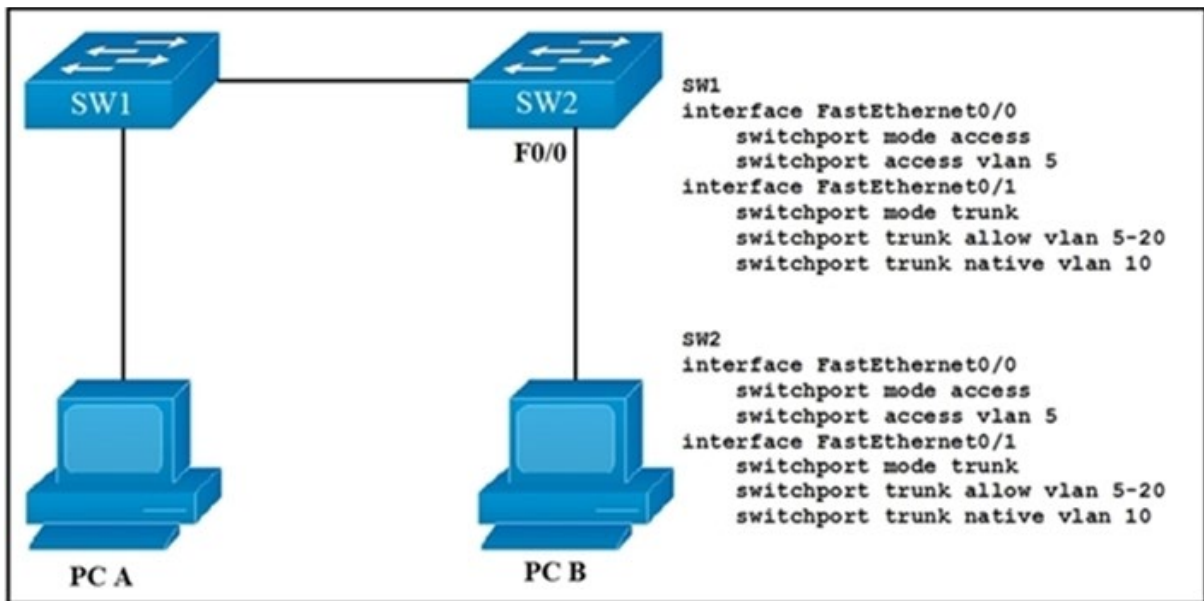 SW1
SW2
F0/0
PC A
PC B
SW1
interface FastEthernet0/0
switchport mode access
switchport access vlan 5
interface FastEthernet0/1
switchport mode trunk
switchport trunk allow vlan 5-20
switchport trunk native vlan 10
SW2
interface FastEthernet0/0
switchport mode access
switchport access vlan 5
interface FastEthernet0/1
switchport mode trunk
switchport trunk allow vlan 5-20
switchport trunk native vlan 10